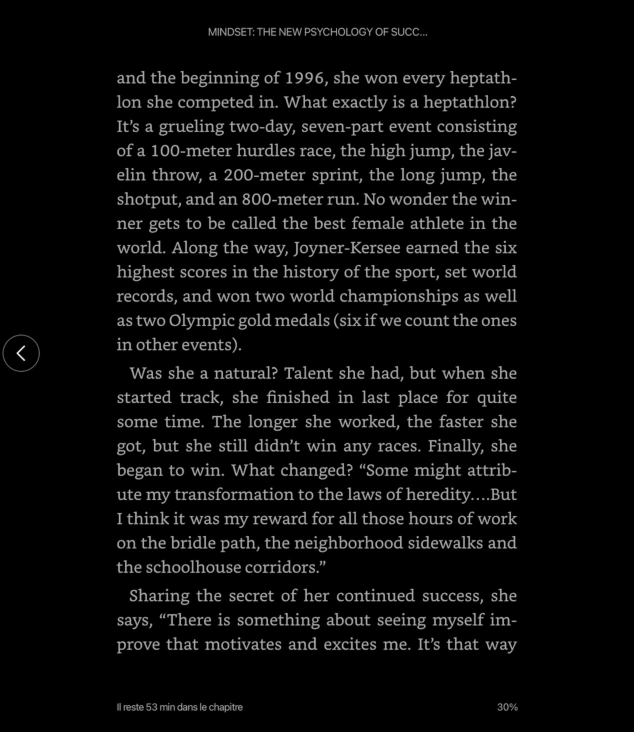 MINDSET: THE NEW PSYCHOLOGY OF SUCC...
and the beginning of 1996, she won every heptath-
lon she competed in. What exactly is a heptathlon?
It’s a grueling two-day, seven-part event consisting
of a 100-meter hurdles race, the high jump, the jav-
elin throw, a 200-meter sprint, the long jump, the
shotput, and an 800-meter run. No wonder the win-
ner gets to be called the best female athlete in the
world. Along the way, Joyner-Kersee earned the six
highest scores in the history of the sport, set world
records, and won two world championships as well
as two Olympic gold medals (six if we count the ones
in other events).
Was she a natural? Talent she had, but when she
started track, she finished in last place for quite
some time. The longer she worked, the faster she
got, but she still didn’t win any races. Finally, she
began to win. What changed? “Some might attrib-
ute my transformation to the laws of heredity....But
I think it was my reward for all those hours of work
on the bridle path, the neighborhood sidewalks and
the schoolhouse corridors.”
Sharing the secret of her continued success, she
says, “There is something about seeing myself im-
prove that motivates and excites me. It’s that way
Il reste 53 min dans le chapitre
30%